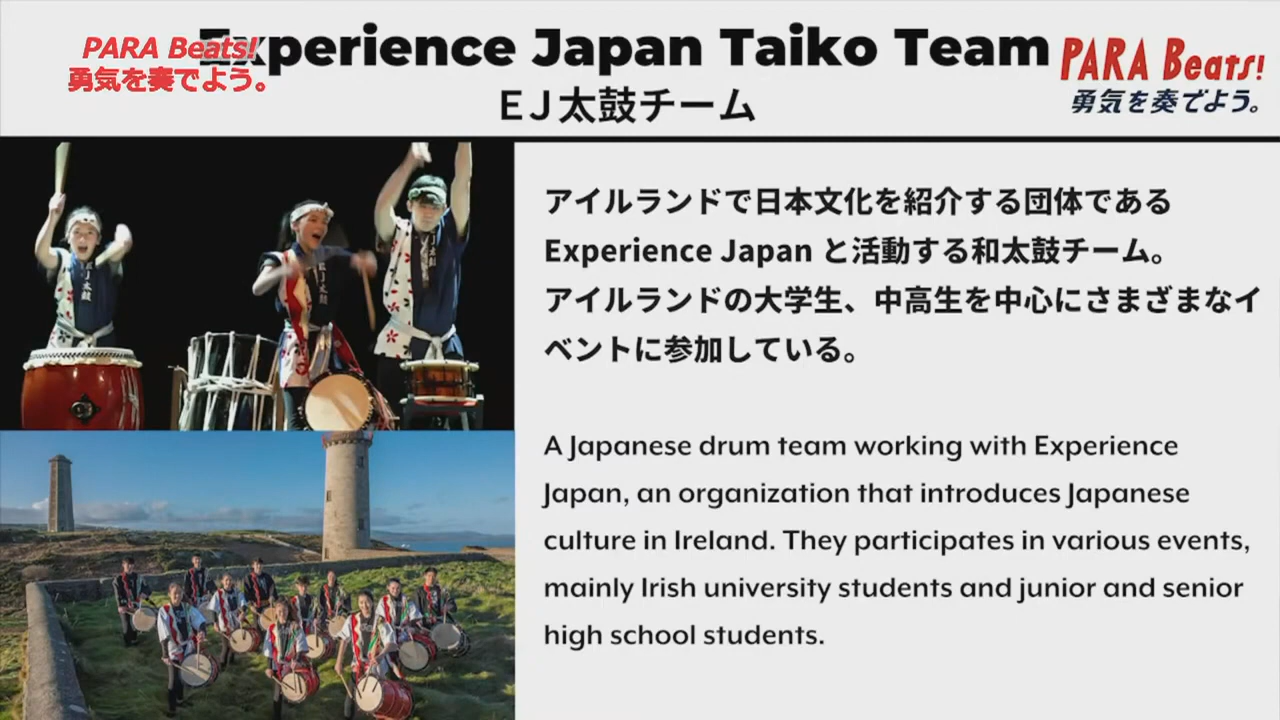 Experience Japan Taiko Team
EJ太鼓チーム
PARA Beats!
勇気を奏でよう。
PARA Beats!
勇気を奏でよう。
EJ太鼓
アイルランドで日本文化を紹介する団体である
Experience Japan と活動する和太鼓チーム。
アイルランドの大学生、中高生を中心にさまざまなイ
ベントに参加している。
A Japanese drum team working with Experience
Japan, an organization that introduces Japanese
culture in Ireland. They participates in various events,
mainly Irish university students and junior and senior
high school students.